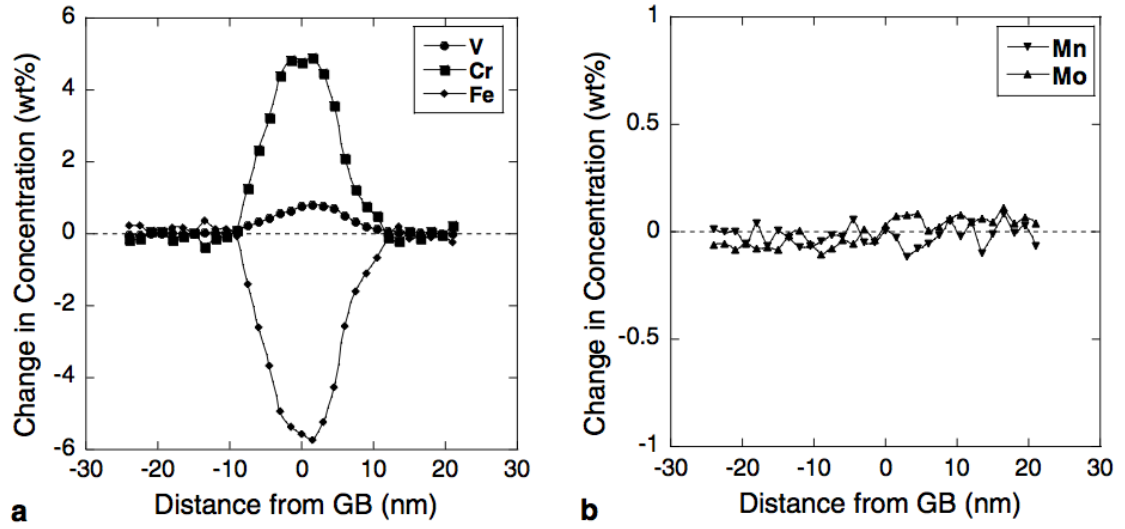 6
4
2
0
-2
-4
-6
-30 -20 -10 0 10 20 30
Change in Concentration (wt%)
Distance from GB (nm)
V
Cr
Fe
a
1
0.5
0
-0.5
-1
-30 -20 -10 0 10 20 30
Change in Concentration (wt%)
Distance from GB (nm)
Mn
Mo
b